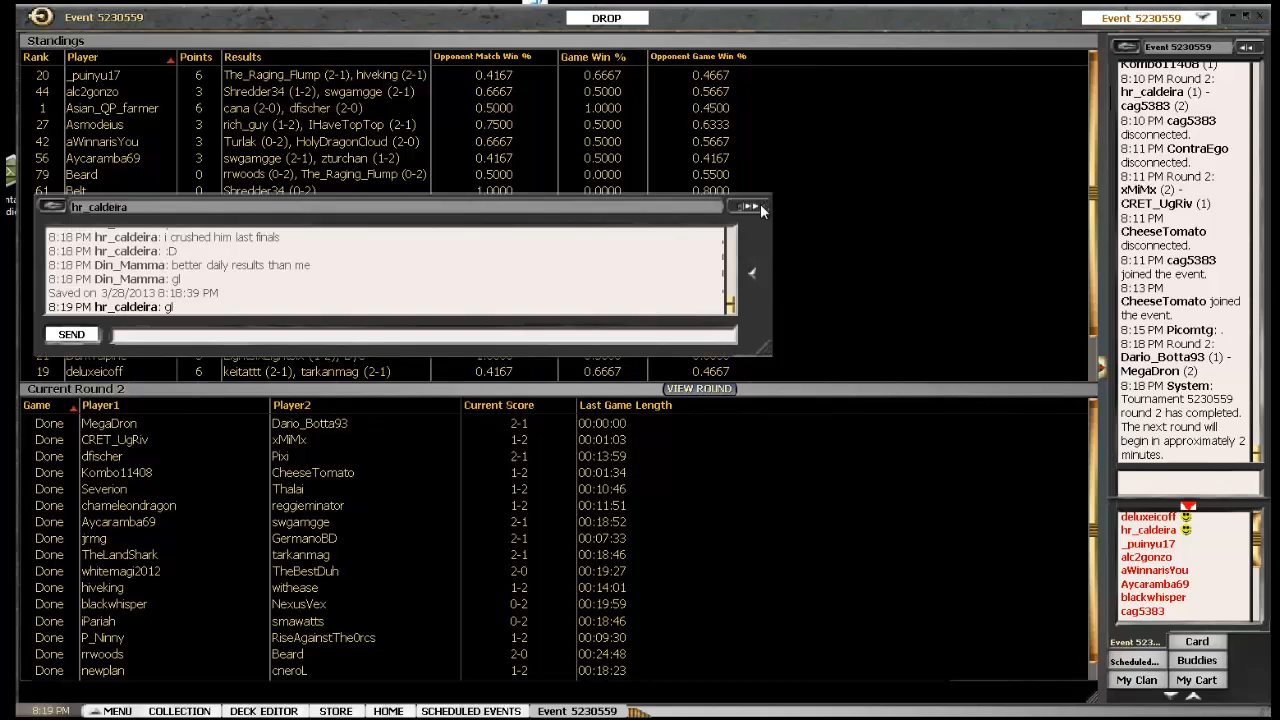 Event 5230559
DROP
Event 5230559
Standings
Rank Player Points Results Opponent Match Win % Game Win % Opponent Game Win %
20 _puinyu17 6 The_Raging_Flump (2-1), hiveking (2-1) 0.4167 0.6667 0.4667
44 alc2gonzo 3 Shredder34 (1-2), swgamgge (2-1) 0.6667 0.5000 0.5667
1 Asian_QP_farmer 6 cana (2-0), dfischer (2-0) 0.5000 1.0000 0.4500
27 Asmodeius 3 rich_guy (1-2), IHaveTopTop (2-1) 0.7500 0.5000 0.6333
42 aWinnarisYou 3 Turlak (0-2), HolyDragonCloud (2-0) 0.6667 0.5000 0.5667
56 Aycaramba69 3 swgamgge (2-1), zturchan (1-2) 0.4167 0.5000 0.4167
79 Beard 0 rrwoods (0-2), The_Raging_Flump (0-2) 0.5000 0.0000 0.5500
61 Belt 0 Shredder34 (0-2) 1.0000 0.0000 0.8000
hr_caldeira
8:18 PM hr_caldeira: i crushed him last finals
8:18 PM hr_caldeira: :D
8:18 PM Din_Mamma: better daily results than me
8:18 PM Din_Mamma: gl
Saved on 3/28/2013 8:18:39 PM
8:19 PM hr_caldeira: gl
SEND
19 deluxeicoff 6 keitattt (2-1), tarkanmag (2-1) 0.4167 0.6667 0.4667
Current Round 2
VIEW ROUND
Game Player1 Player2 Current Score Last Game Length
Done MegaDron Dario_Botta93 2-1 00:00:00
Done CRET_UgRiv xMiMx 1-2 00:01:03
Done dfischer Pixi 2-1 00:13:59
Done Kombo11408 CheeseTomato 1-2 00:01:34
Done Severion Thalai 1-2 00:10:46
Done chameleondragon reggieminator 1-2 00:11:51
Done Aycaramba69 swgamgge 2-1 00:18:52
Done jrmg GermanoBD 2-1 00:07:33
Done TheLandShark tarkanmag 1-2 00:18:46
Done whitemagi2012 TheBestDuh 2-0 00:19:27
Done hiveking withease 1-2 00:14:01
Done blackwhisper NexusVex 0-2 00:19:59
Done iPariah smawatts 0-2 00:18:46
Done P_Ninny RiseAgainstThe0rcs 1-2 00:09:30
Done rrwoods Beard 2-0 00:24:48
Done newplan cneroL 1-2 00:18:23
Event 5230559
Kombo11408 (1)
8:10 PM Round 2:
hr_caldeira (1) -
cag5383 (2)
8:10 PM cag5383
disconnected.
8:11 PM
ContraEgo
disconnected.
8:11 PM Round 2:
xMiMx (2) -
CRET_UgRiv (1)
8:11 PM
CheeseTomato
disconnected.
8:11 PM cag5383
joined the event.
8:13 PM
CheeseTomato joined
the event.
8:15 PM Picomtg: .
8:18 PM Round 2:
Dario_Botta93 (1) -
MegaDron (2)
8:18 PM System:
Tournament 5230559
round 2 has completed.
The next round will
begin in approximately 2
minutes.
deluxeicoff
hr_caldeira
_puinyu17
alc2gonzo
aWinnarisYou
Aycaramba69
blackwhisper
cag5383
Event 523... Card
Scheduled... Buddies
My Clan My Cart
8:19 PM MENU COLLECTION DECK EDITOR STORE HOME SCHEDULED EVENTS Event 5230559